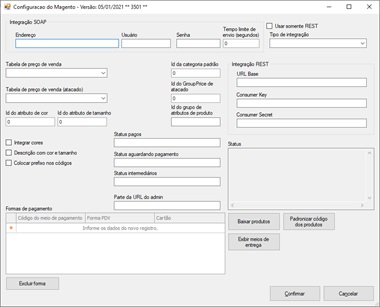 Configuracao do Magento - Versão: 05/01/2021 ** 3501 **
Integração SOAP
Endereço
Usuário
Senha
Tempo limite de
envio (segundos)
0
Usar somente REST
Tipo de integração
Tabela de preço de venda
Id da categoria padrão
0
Integração REST
URL Base
Tabela de preço de venda (atacado)
Id do GroupPrice de
atacado
0
Consumer Key
Id do atributo de cor
0
Id do atributo de tamanho
0
Id do grupo de
atributos de produto
Consumer Secret
Status pagos
Integrar cores
Descrição com cor e tamanho
Colocar prefixo nos códigos
Status aguardando pagamento
Status intermediários
Status
Parte da URL do admin
Formas de pagamento
Código do meio de pagamento
Forma PDV
Cartão
Informe os dados do novo registro.
Baixar produtos
Padronizar código
dos produtos
Exibir meios de
entrega
Excluir forma
Confirmar
Cancelar